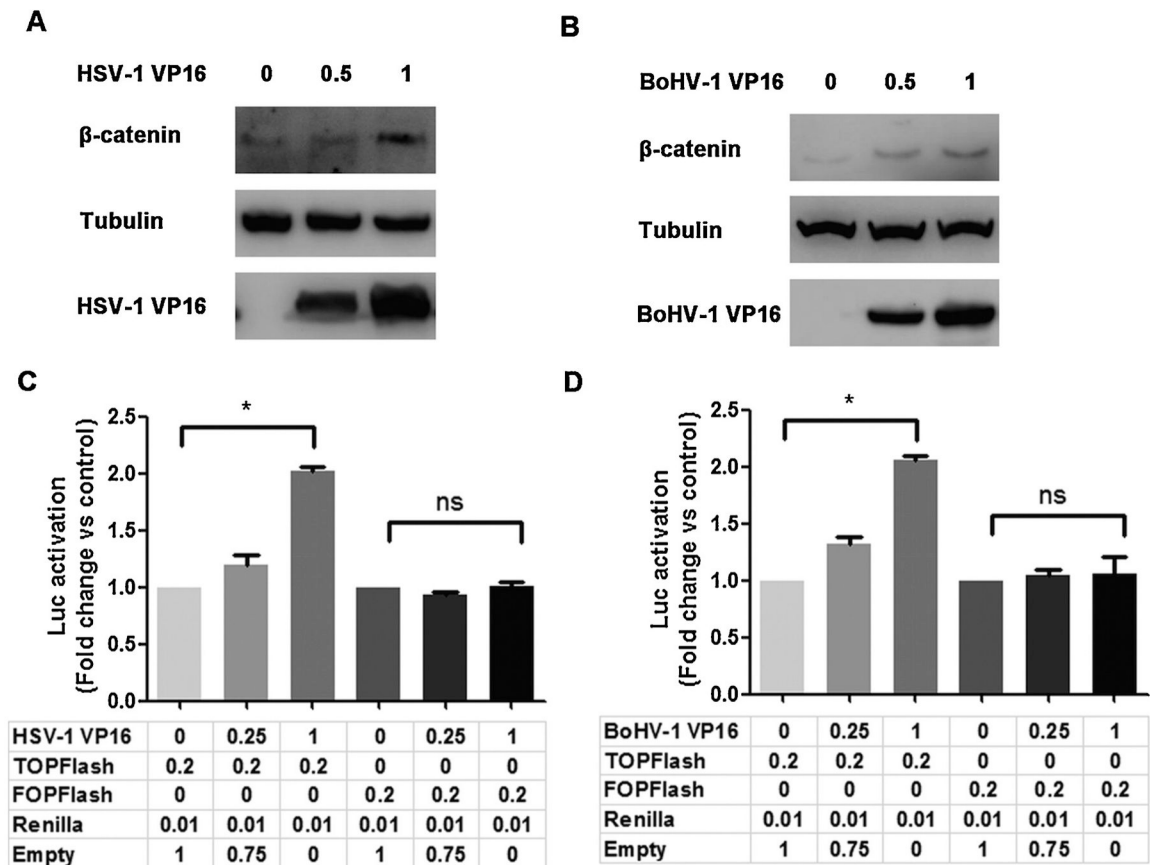 A
HSV-1 VP16 0 0.5 1
β-catenin
Tubulin
HSV-1 VP16
B
BoHV-1 VP16 0 0.5 1
β-catenin
Tubulin
BoHV-1 VP16
C
Luc activation
(Fold change vs control)
2.5
2.0
1.5
1.0
0.5
0.0
*
ns
HSV-1 VP16 0 0.25 1 0 0.25 1
TOPFlash 0.2 0.2 0.2 0 0 0
FOPFlash 0 0 0 0.2 0.2 0.2
Renilla 0.01 0.01 0.01 0.01 0.01 0.01
Empty 1 0.75 0 1 0.75 0
D
Luc activation
(Fold change vs control)
2.5
2.0
1.5
1.0
0.5
0.0
*
ns
BoHV-1 VP16 0 0.25 1 0 0.25 1
TOPFlash 0.2 0.2 0.2 0 0 0
FOPFlash 0 0 0 0.2 0.2 0.2
Renilla 0.01 0.01 0.01 0.01 0.01 0.01
Empty 1 0.75 0 1 0.75 0